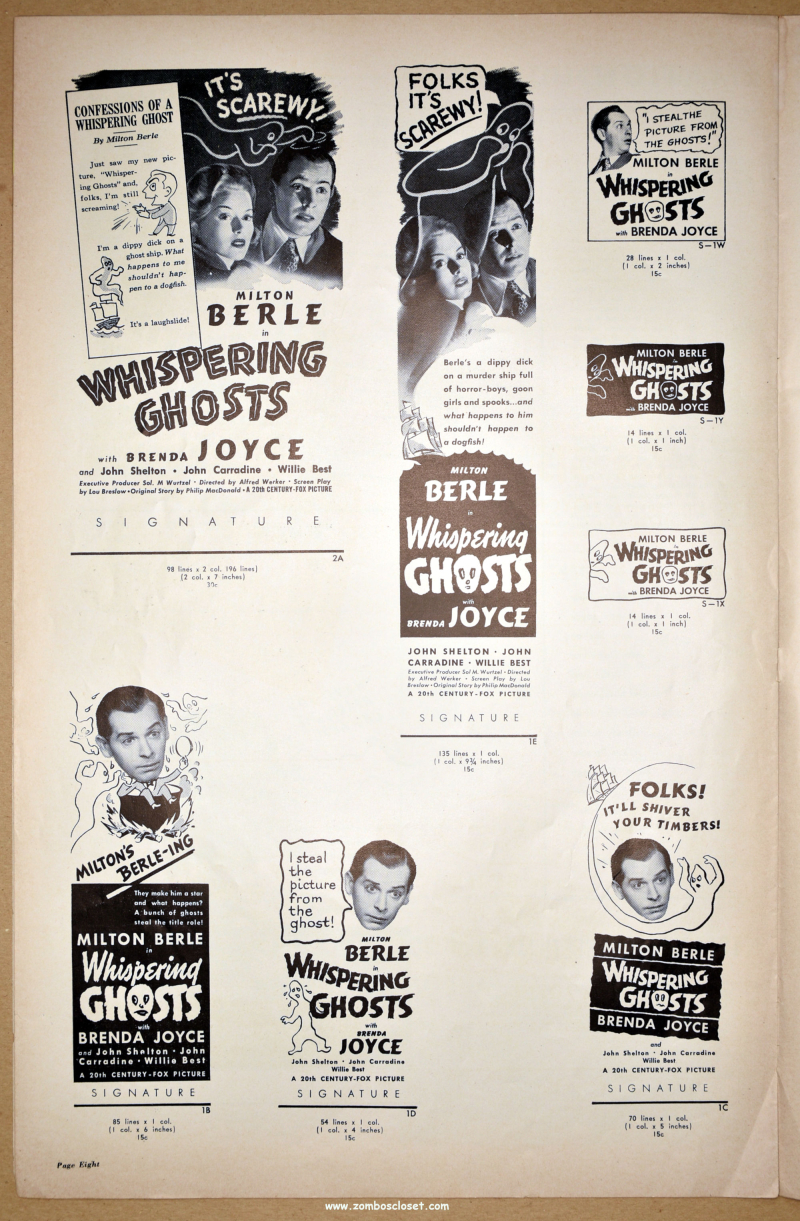 IT'S
SCAREWY!
CONFESSIONS OF A
WHISPERING GHOST
By Milton Berle
Just saw my new pic-
ture, "Whisper-
ing Ghosts" and,
folks, I'm still
screaming!
I'm a dippy dick on a
ghost ship. What
happens to me
shouldn't hap-
pen to a dogfish.
It's a laughslide!
MILTON
BERLE
in
WHISPERING
GHOSTS
with BRENDA JOYCE
and John Shelton • John Carradine • Willie Best
Executive Producer Sol M Wurtzel • Directed by Alfred Werker • Screen Play
by Lou Breslow • Original Story by Philip MacDonald • A 20th CENTURY-FOX PICTURE
SIGNATURE
2A
98 lines x 2 col. 196 lines)
(2 col. x 7 inches)
FOLKS
IT'S
SCAREWY!
Berle's a dippy dick
on a murder ship full
of horror-boys, goon
girls and spooks...and
what happens to him
shouldn't happen to
a dogfish!
MILTON
BERLE
in
Whispering
GHOSTS
with
BRENDA JOYCE
JOHN SHELTON • JOHN
CARRADINE • WILLIE BEST
Executive Producer Sol M. Wurtzel • Directed
by Alfred Werker • Screen Play by Lou
Breslow • Original Story by Philip MacDonald
A 20th CENTURY-FOX PICTURE
SIGNATURE
1E
135 lines x 1 col.
(1 col. x 9¾ inches)
15c
"I STEAL THE
PICTURE FROM
THE GHOSTS!"
MILTON BERLE
in
WHISPERING
GHOSTS
with BRENDA JOYCE
S—1W
28 lines x 1 col.
(1 col. x 2 inches)
15c
MILTON BERLE
in
WHISPERING
GHOSTS
with BRENDA JOYCE
S—1Y
14 lines x 1 col.
(1 col. x 1 inch)
15c
MILTON BERLE
in
WHISPERING
GHOSTS
with BRENDA JOYCE
S—1X
14 lines x 1 col.
(1 col. x 1 inch)
15c
MILTON'S
BERLE-ING
They make him a star
and what happens?
A bunch of ghosts
steal the title role!
MILTON BERLE
in
Whispering
GHOSTS
with
BRENDA JOYCE
and John Shelton • John
Carradine • Willie Best
A 20th CENTURY-FOX PICTURE
SIGNATURE
1B
85 lines x 1 col.
(1 col. x 6 inches)
15c
I steal
the
picture
from
the
ghost!
MILTON
BERLE
in
WHISPERING
GHOSTS
with
BRENDA
JOYCE
John Shelton • John Carradine
Willie Best
A 20th CENTURY-FOX PICTURE
SIGNATURE
1D
54 lines x 1 col.
(1 col. x 4 inches)
15c
FOLKS!
IT'LL SHIVER
YOUR TIMBERS!
MILTON BERLE
in
WHISPERING
GHOSTS
with
BRENDA JOYCE
and
John Shelton • John Carradine
Willie Best
A 20th CENTURY-FOX PICTURE
SIGNATURE
1C
70 lines x 1 col.
(1 col. x 5 inches)
15c
Page Eight
www.zomboscloset.com